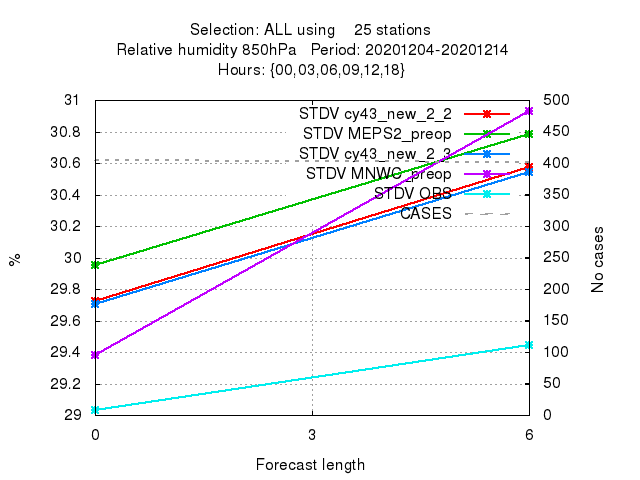 Selection: ALL using 25 stations
Relative humidity 850hPa Period: 20201204-20201214
Hours: {00,03,06,09,12,18}
31
30.8
30.6
30.4
30.2
30
29.8
29.6
29.4
29.2
29
500
450
400
350
300
250
200
150
100
50
0
STDV cy43_new_2_2
STDV MEPS2_preop
STDV cy43_new_2_3
STDV MNWC_preop
STDV OBS
CASES
%
No cases
0 3 6
Forecast length